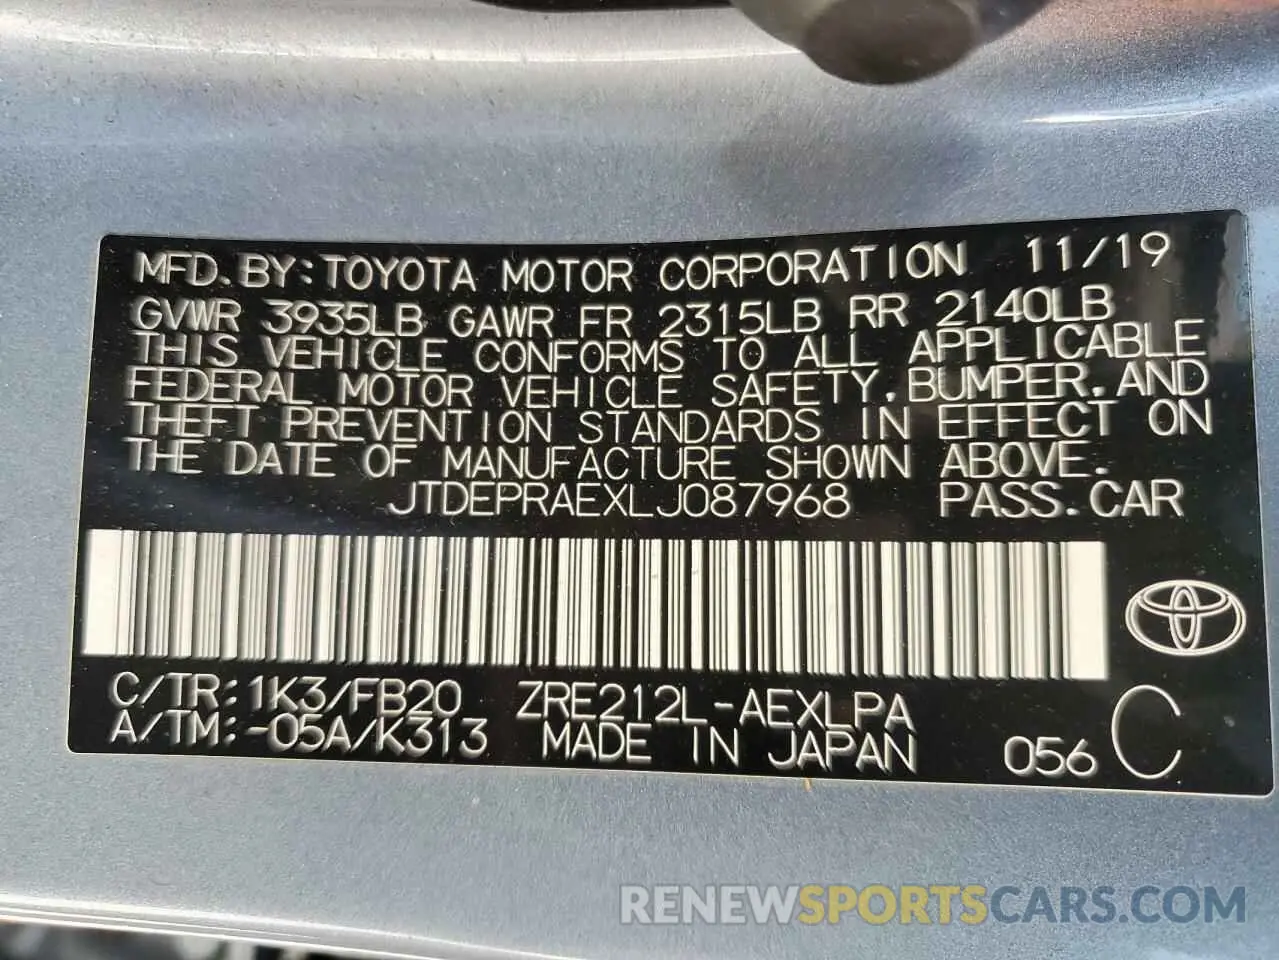 MFD.BY:TOYOTA MOTOR CORPORATION 11/19
GVWR 3935LB GAWR FR 2315LB RR 2140LB
THIS VEHICLE CONFORMS TO ALL APPLICABLE
FEDERAL MOTOR VEHICLE SAFETY,BUMPER,AND
THEFT PREVENTION STANDARDS IN EFFECT ON
THE DATE OF MANUFACTURE SHOWN ABOVE.
JTDEPRAEXLJ087968 PASS.CAR
C/TR:1K3/FB20 ZRE212L-AEXLPA
A/TM:-05A/K313 MADE IN JAPAN 056 C
RENEWSPORTSCARS.COM